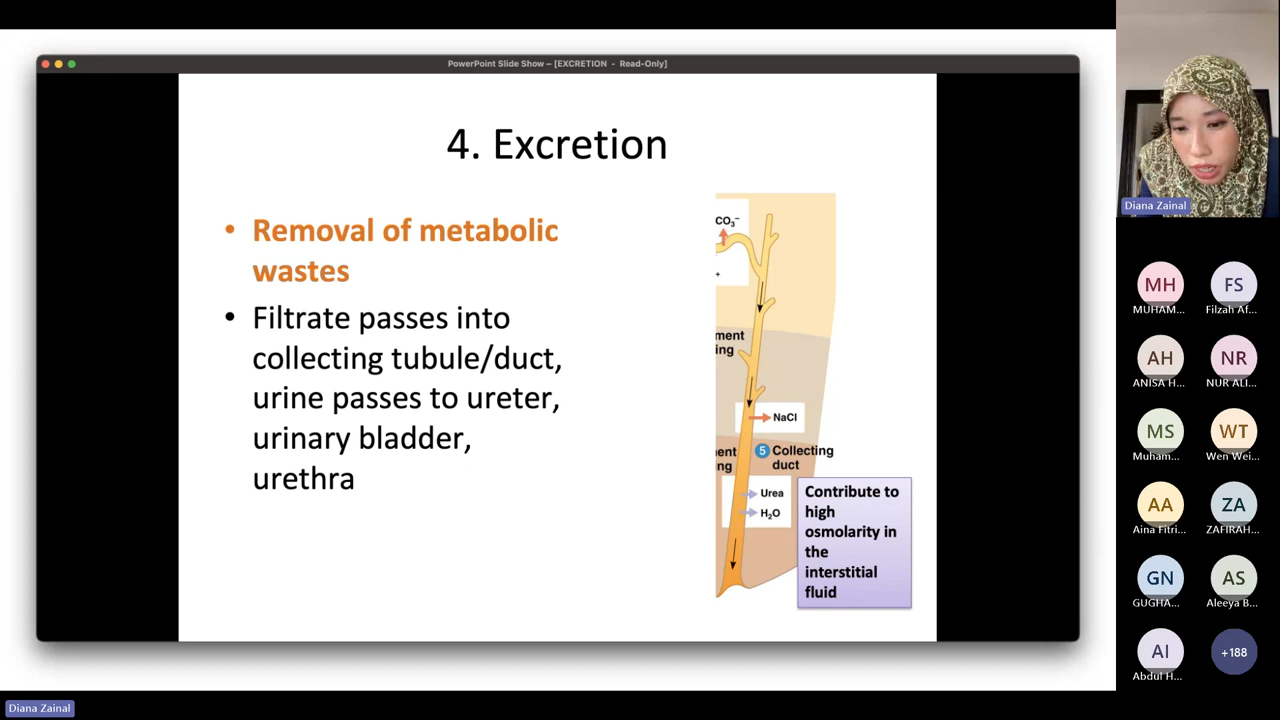 PowerPoint Slide Show – [EXCRETION - Read-Only]
4. Excretion
• Removal of metabolic
wastes
• Filtrate passes into
collecting tubule/duct,
urine passes to ureter,
urinary bladder,
urethra
CO₃⁻
+
ment
ing
NaCl
ent
ng
5 Collecting
duct
Urea
H₂O
Contribute to
high
osmolarity in
the
interstitial
fluid
Diana Zainal
MH
MUHAM...
FS
Filzah Af...
AH
ANISA H...
NR
NUR ALI...
MS
Muham...
WT
Wen Wei...
AA
Aina Fitri...
ZA
ZAFIRAH...
GN
GUGHA...
AS
Aleeya B...
AI
Abdul H...
+188
Diana Zainal